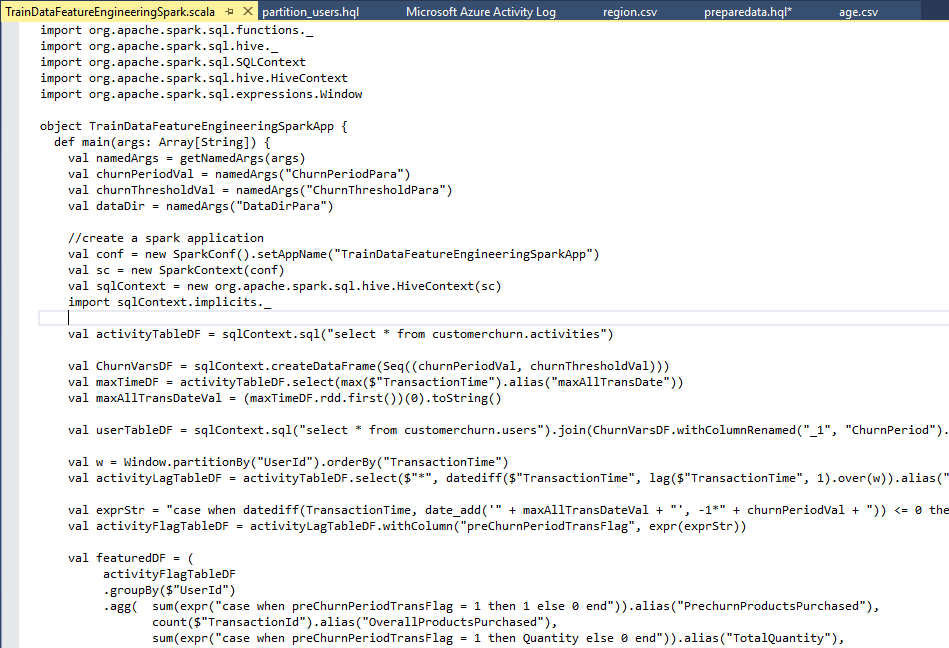 TrainDataFeatureEngineeringSpark.scala partition_users.hql Microsoft Azure Activity Log region.csv preparedata.hql* age.csv
import org.apache.spark.sql.functions._
import org.apache.spark.sql.hive._
import org.apache.spark.sql.SQLContext
import org.apache.spark.sql.hive.HiveContext
import org.apache.spark.sql.expressions.Window
object TrainDataFeatureEngineeringSparkApp {
def main(args: Array[String]) {
val namedArgs = getNamedArgs(args)
val churnPeriodVal = namedArgs("ChurnPeriodPara")
val churnThresholdVal = namedArgs("ChurnThresholdPara")
val dataDir = namedArgs("DataDirPara")
//create a spark application
val conf = new SparkConf().setAppName("TrainDataFeatureEngineeringSparkApp")
val sc = new SparkContext(conf)
val sqlContext = new org.apache.spark.sql.hive.HiveContext(sc)
import sqlContext.implicits._
val activityTableDF = sqlContext.sql("select * from customerchurn.activities")
val ChurnVarsDF = sqlContext.createDataFrame(Seq((churnPeriodVal, churnThresholdVal)))
val maxTimeDF = activityTableDF.select(max($"TransactionTime").alias("maxAllTransDate"))
val maxAllTransDateVal = (maxTimeDF.rdd.first())(0).toString()
val userTableDF = sqlContext.sql("select * from customerchurn.users").join(ChurnVarsDF.withColumnRenamed("_1", "ChurnPeriod").
val w = Window.partitionBy("UserId").orderBy("TransactionTime")
val activityLagTableDF = activityTableDF.select($"*", datediff($"TransactionTime", lag($"TransactionTime", 1).over(w)).alias("
val exprStr = "case when datediff(TransactionTime, date_add('" + maxAllTransDateVal + "', -1*" + churnPeriodVal + ")) <= 0 the
val activityFlagTableDF = activityLagTableDF.withColumn("preChurnPeriodTransFlag", expr(exprStr))
val featuredDF = (
activityFlagTableDF
.groupBy($"UserId")
.agg( sum(expr("case when preChurnPeriodTransFlag = 1 then 1 else 0 end")).alias("PrechurnProductsPurchased"),
count($"TransactionId").alias("OverallProductsPurchased"),
sum(expr("case when preChurnPeriodTransFlag = 1 then Quantity else 0 end")).alias("TotalQuantity"),